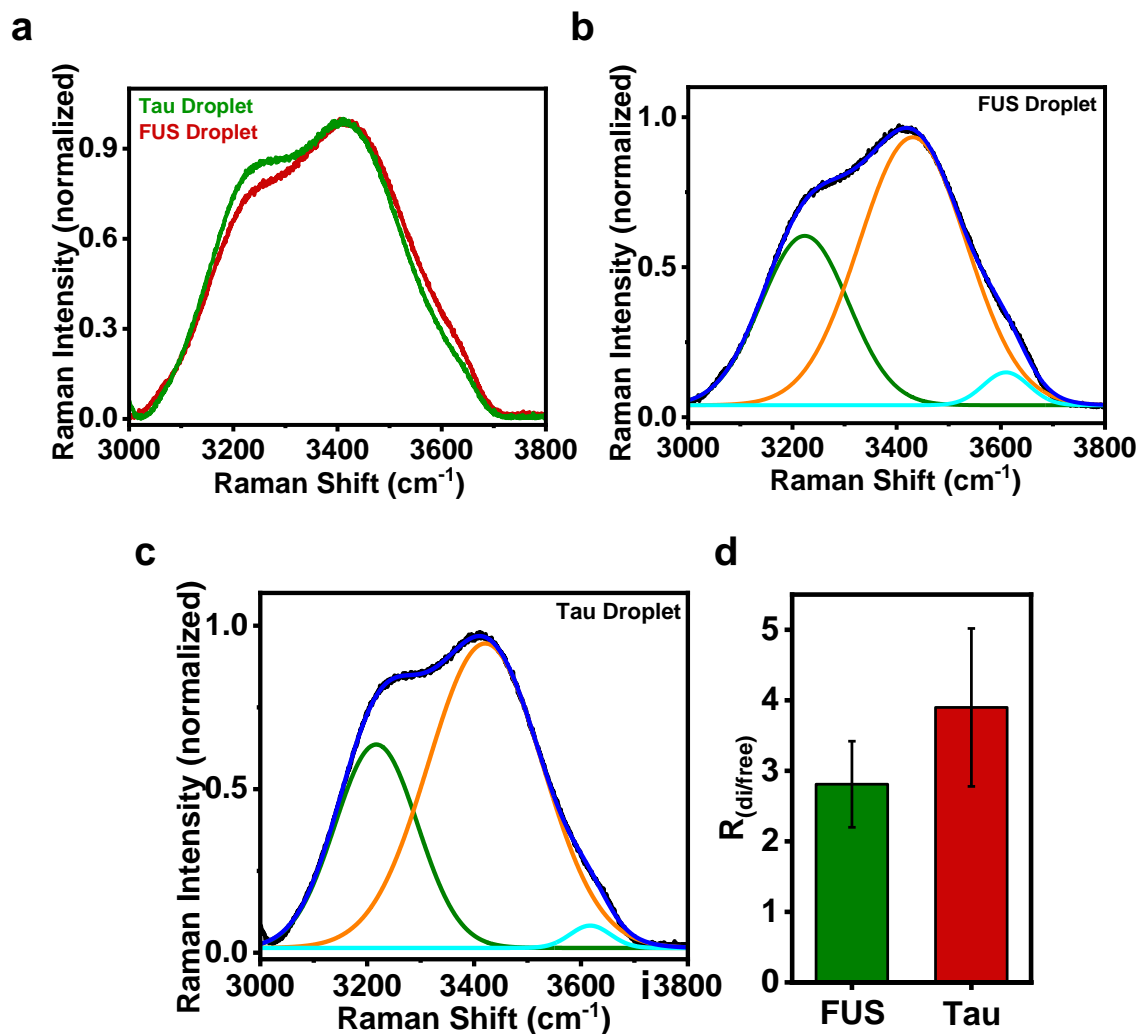 a
Raman Intensity (normalized)
Tau Droplet
FUS Droplet
0.9
0.6
0.3
0.0
3000 3200 3400 3600 3800
Raman Shift (cm⁻¹)
b
Raman Intensity (normalized)
FUS Droplet
1.0
0.5
0.0
3000 3200 3400 3600 3800
Raman Shift (cm⁻¹)
c
Raman Intensity (normalized)
Tau Droplet
1.0
0.5
0.0
3000 3200 3400 3600 i3800
Raman Shift (cm⁻¹)
d
R(di/free)
5
4
3
2
1
0
FUS Tau